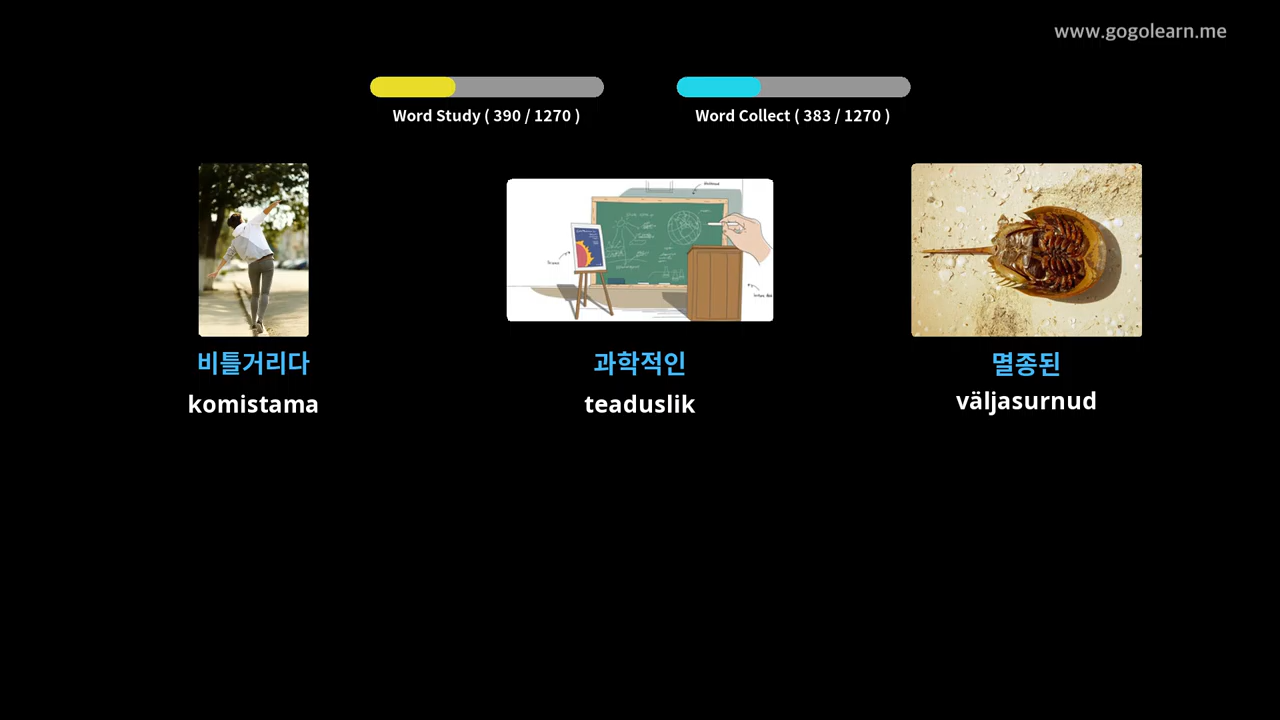 www.gogolearn.me
Word Study ( 390 / 1270 )
Word Collect ( 383 / 1270 )
비틀거리다
과학적인
멸종된
komistama
teaduslik
väljasurnud